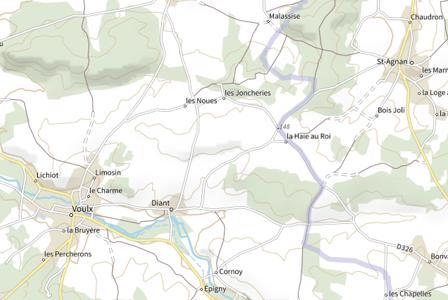 Malassise
Chaudron
St-Agnan
les Mar
la Loge
la
les Joncheries
les Noues
Bois Joli
148
la Haie au Roi
Limosin
Lichiot
le Charme
Voulx
Diant
la Bruyère
les Percherons
Cornoy
Épigny
D326
Bonv
les Chapelles